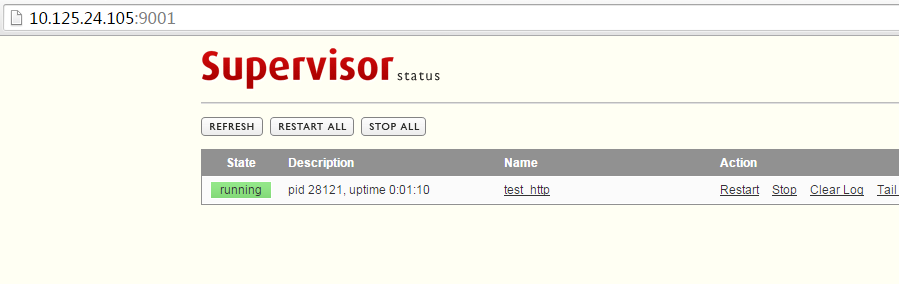 10.125.24.105:9001
Supervisor status
REFRESH RESTART ALL STOP ALL
State Description Name Action
running pid 28121, uptime 0:01:10 test_http Restart Stop Clear Log Tail